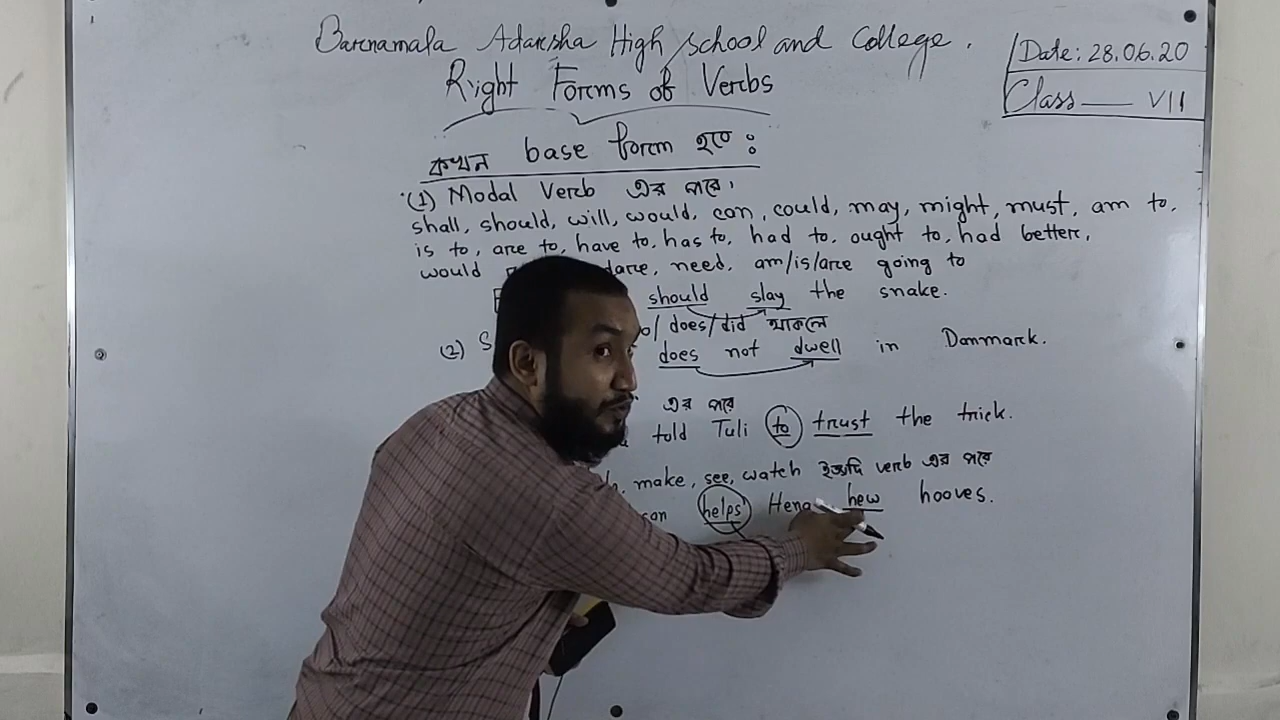 Barnamala Adarsha High School and College.
Date: 28.06.20
Class — VII
Right Forms of Verbs
কখন base form হবে :
(1) Modal Verb এর পরে।
shall, should, will, would, can, could, may, might, must, am to,
is to, are to, have to, has to, had to, ought to, had better,
would dare, need, am/is/are going to
should slay the snake.
(2) S does/did থাকলে
does not dwell in Danmark.
এর পরে
told Tuli to trust the trick.
make, see, watch ইত্যাদি verb এর পরে
helps Hena hew hooves.